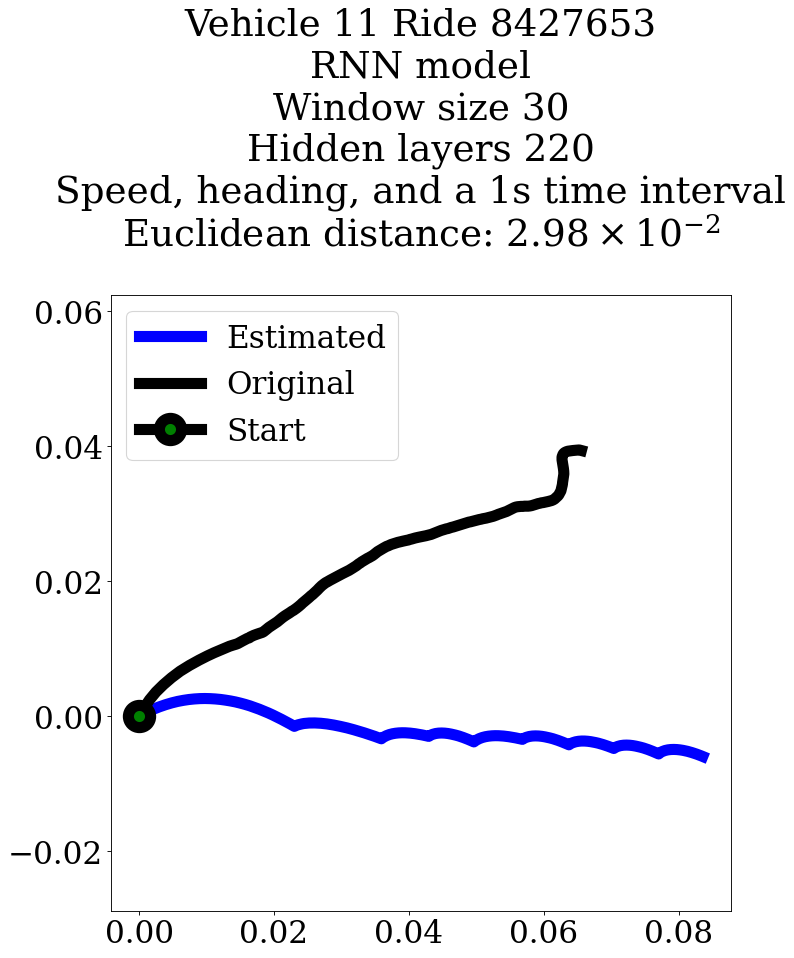 Vehicle 11 Ride 8427653
RNN model
Window size 30
Hidden layers 220
Speed, heading, and a 1s time interval
Euclidean distance: 2.98 × 10⁻²
0.06
Estimated
Original
Start
0.04
0.02
0.00
−0.02
0.00 0.02 0.04 0.06 0.08